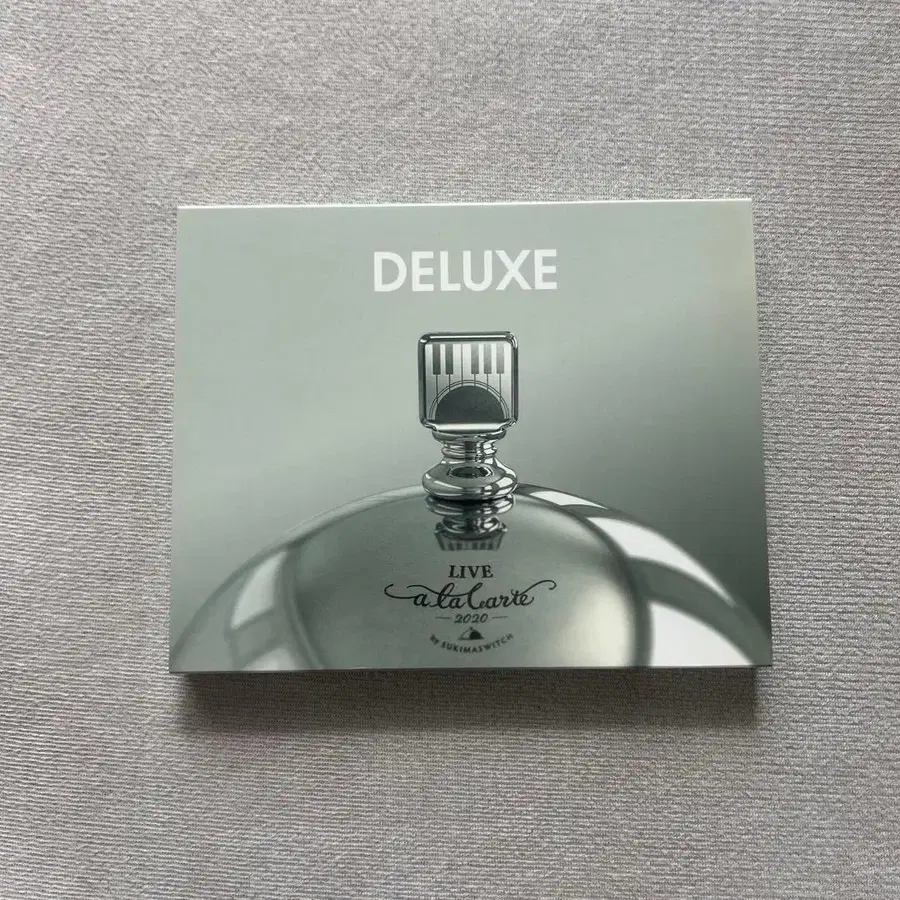 DELUXE
LIVE
a la carte
2020
by SUKIMASWITCH